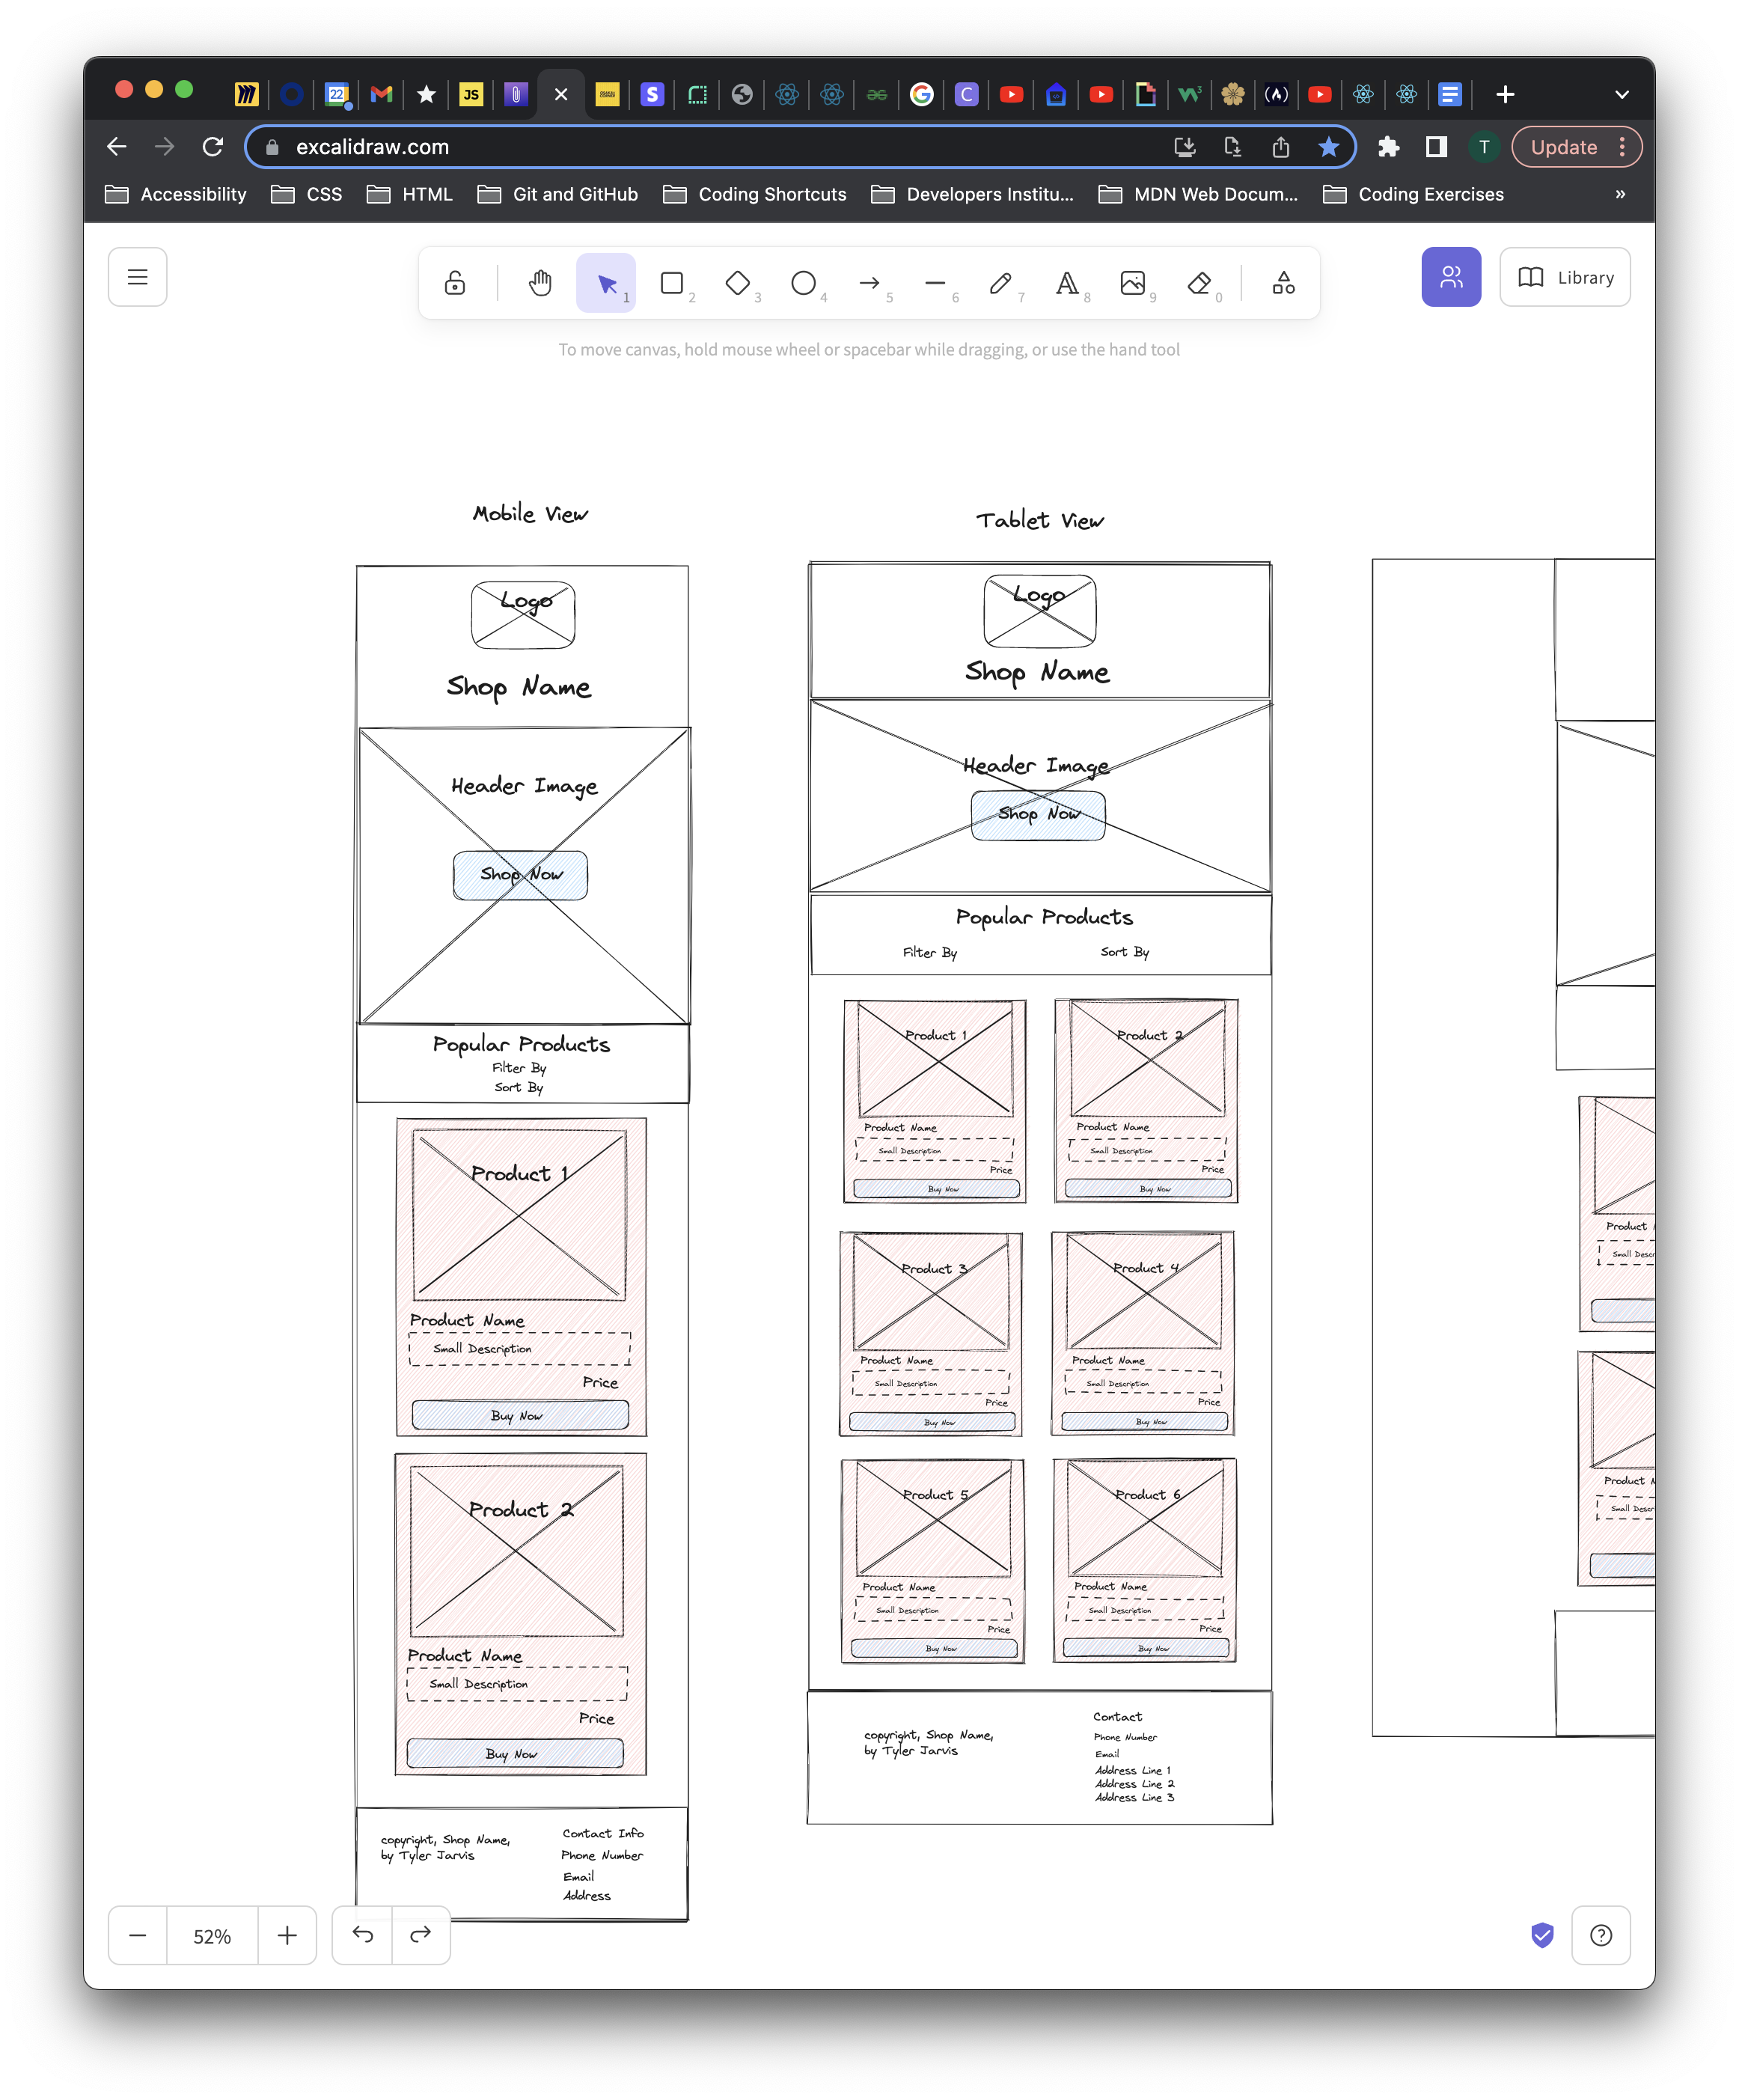 22
JS
S
C
excalidraw.com
T
Update
Accessibility
CSS
HTML
Git and GitHub
Coding Shortcuts
Developers Institu...
MDN Web Docum...
Coding Exercises
»
1
2
3
4
5
6
7
A
8
9
0
Library
To move canvas, hold mouse wheel or spacebar while dragging, or use the hand tool
Mobile View
Logo
Shop Name
Header Image
Shop Now
Popular Products
Filter By
Sort By
Product 1
Product Name
Small Description
Price
Buy Now
Product 2
Product Name
Small Description
Price
Buy Now
copyright, Shop Name,
by Tyler Jarvis
Contact Info
Phone Number
Email
Address
Tablet View
Logo
Shop Name
Header Image
Shop Now
Popular Products
Filter By
Sort By
Product 1
Product Name
Small Description
Price
Buy Now
Product 2
Product Name
Small Description
Price
Buy Now
Product 3
Product Name
Small Description
Price
Buy Now
Product 4
Product Name
Small Description
Price
Buy Now
Product 5
Product Name
Small Description
Price
Buy Now
Product 6
Product Name
Small Description
Price
Buy Now
copyright, Shop Name,
by Tyler Jarvis
Contact
Phone Number
Email
Address Line 1
Address Line 2
Address Line 3
Product
Small
Product
Small
52%